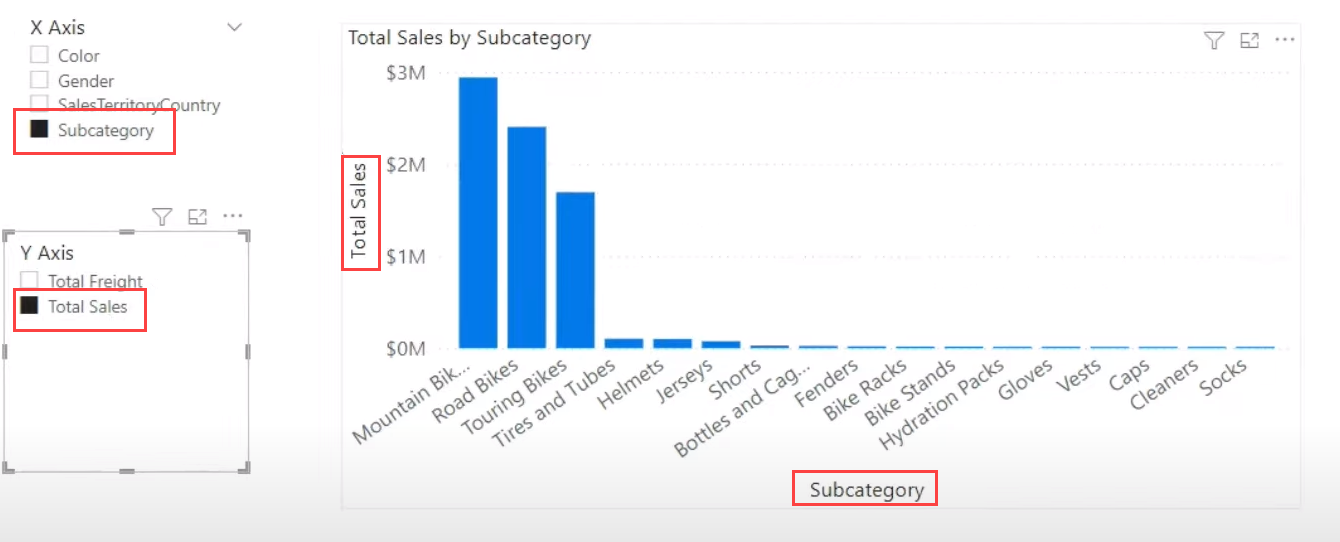 X Axis
Color
Gender
SalesTerritoryCountry
Subcategory
Y Axis
Total Freight
Total Sales
Total Sales by Subcategory
$3M
$2M
$1M
$0M
Total Sales
Mountain Bik...
Road Bikes
Touring Bikes
Tires and Tubes
Helmets
Jerseys
Shorts
Bottles and Cag...
Fenders
Bike Racks
Bike Stands
Hydration Packs
Gloves
Vests
Caps
Cleaners
Socks
Subcategory